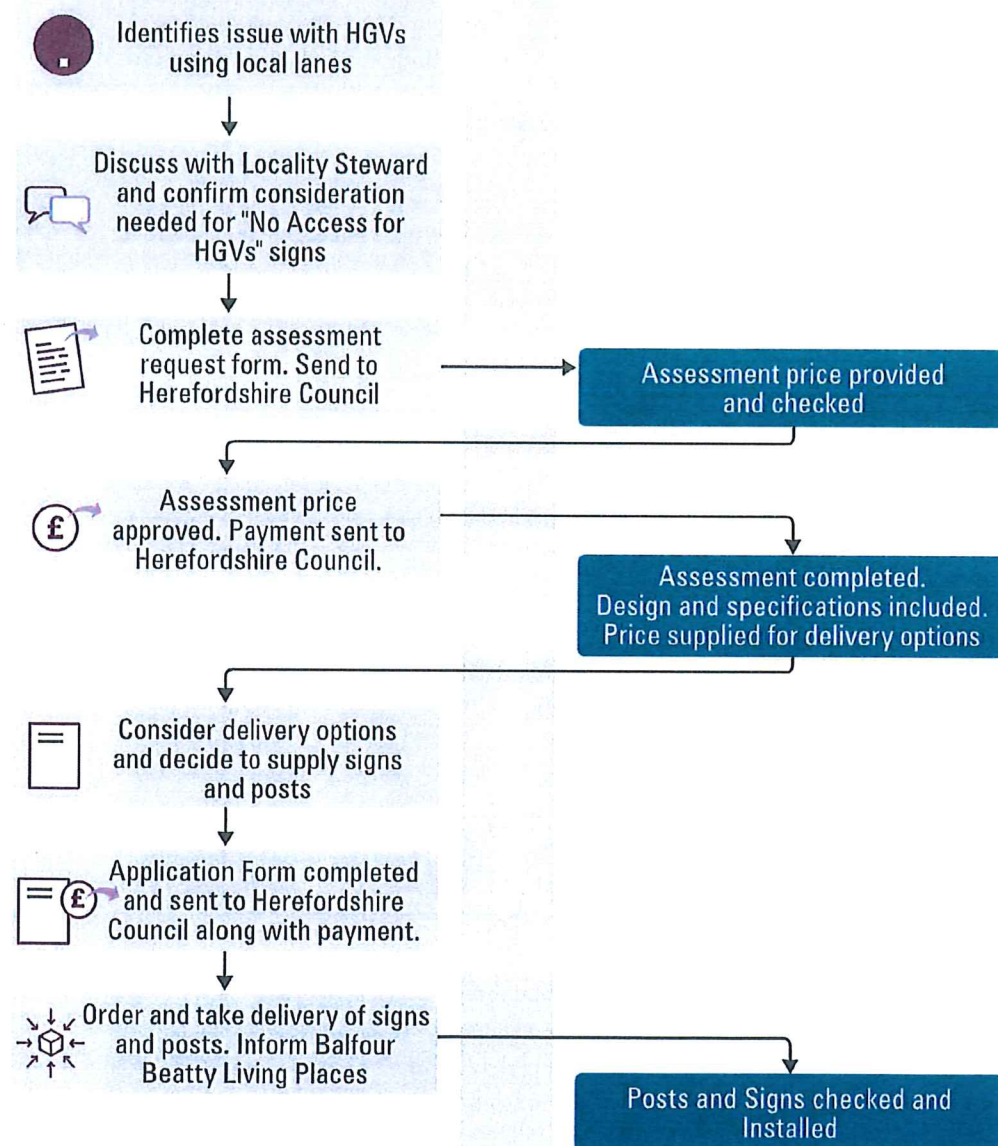 Identifies issue with HGVs
using local lanes
Discuss with Locality Steward
and confirm consideration
needed for "No Access for
HGVs" signs
Complete assessment
request form. Send to
Herefordshire Council
Assessment price provided
and checked
£
Assessment price
approved. Payment sent to
Herefordshire Council.
Assessment completed.
Design and specifications included.
Price supplied for delivery options
Consider delivery options
and decide to supply signs
and posts
£
Application Form completed
and sent to Herefordshire
Council along with payment.
Order and take delivery of signs
and posts. Inform Balfour
Beatty Living Places
Posts and Signs checked and
Installed